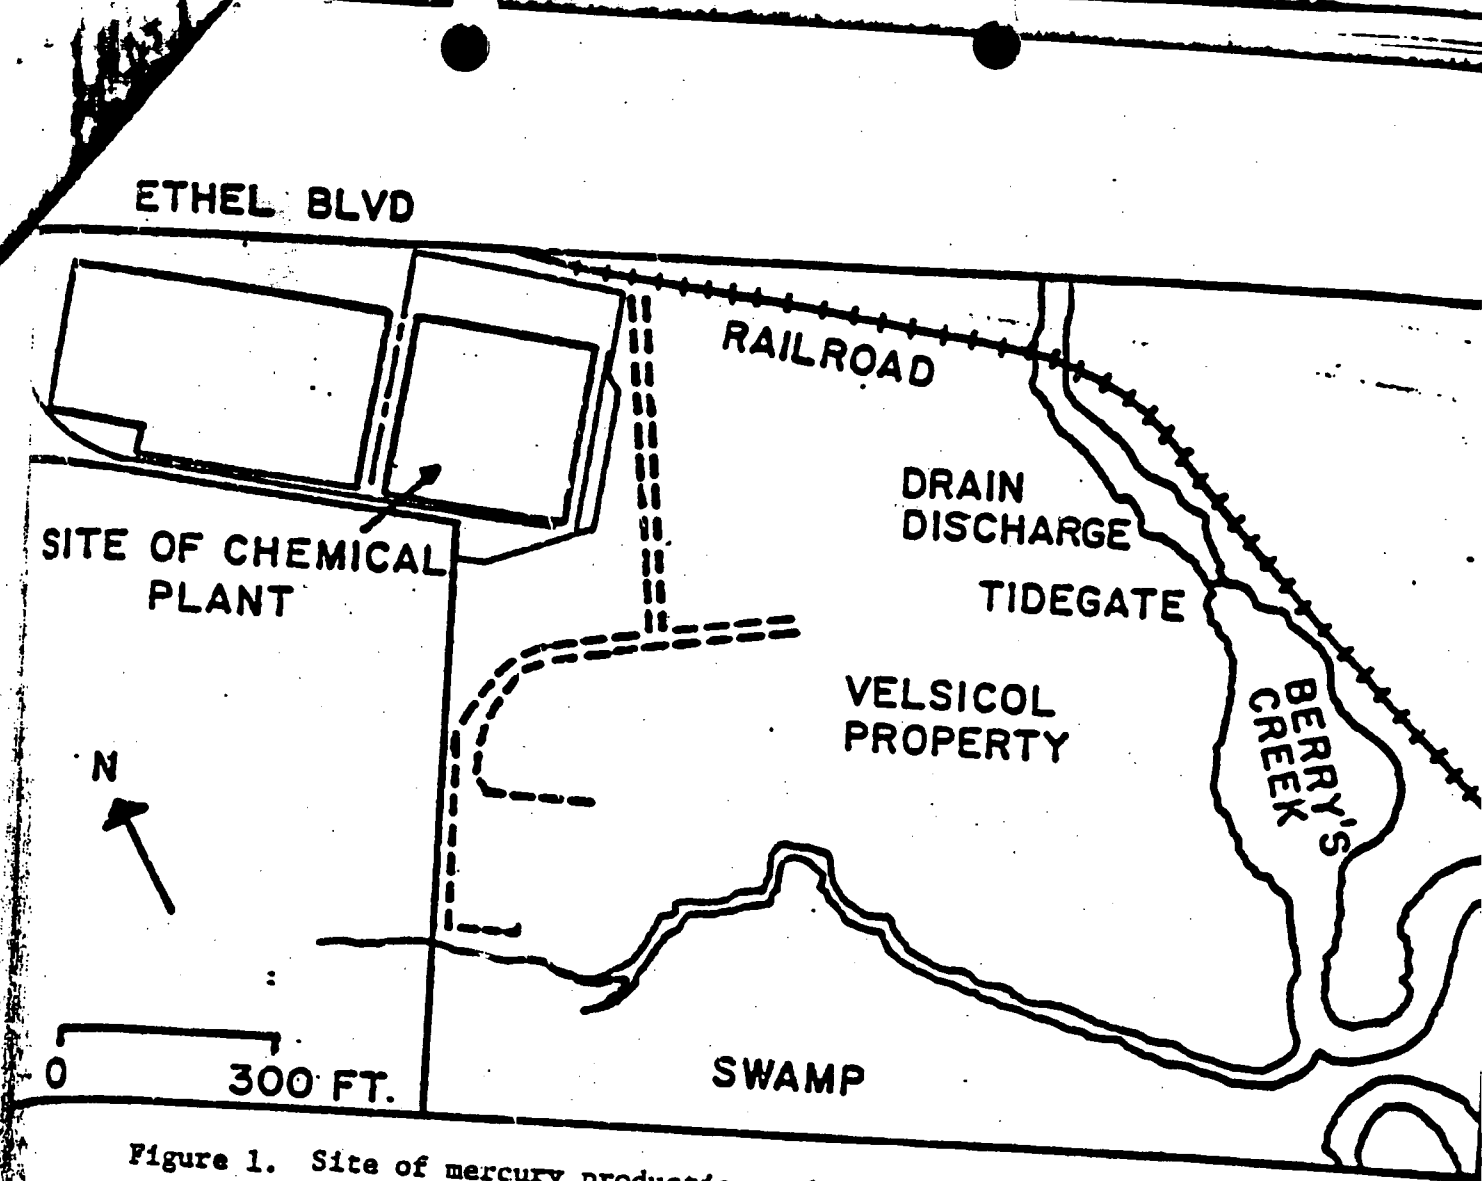 ETHEL BLVD
RAILROAD
DRAIN
DISCHARGE
SITE OF CHEMICAL
PLANT
TIDEGATE
VELSICOL
PROPERTY
BERRY'S
CREEK
N
0 300 FT.
SWAMP
Figure 1. Site of mercury